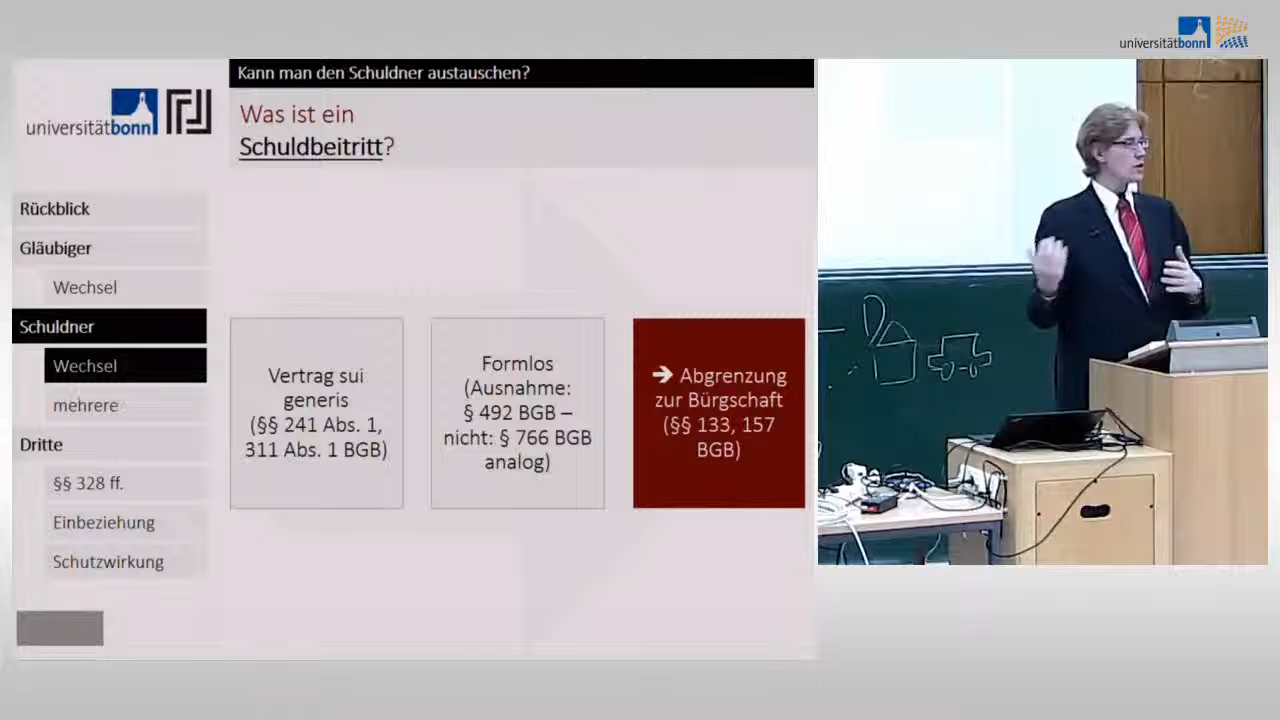 universitätbonn
Kann man den Schuldner austauschen?
universitätbonn
Was ist ein
Schuldbeitritt?
Rückblick
Gläubiger
Wechsel
Schuldner
Wechsel
mehrere
Dritte
§§ 328 ff.
Einbeziehung
Schutzwirkung
Vertrag sui
generis
(§§ 241 Abs. 1,
311 Abs. 1 BGB)
Formlos
(Ausnahme:
§ 492 BGB –
nicht: § 766 BGB
analog)
➔ Abgrenzung
zur Bürgschaft
(§§ 133, 157
BGB)
D